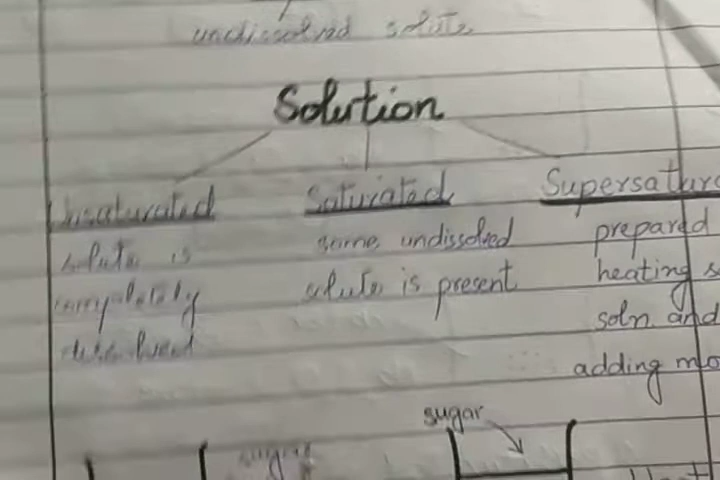 undissolved solute
Solution
Unsaturated
solute is
completely
dissolved
Saturated
some undissolved
solute is present
Supersatura
prepared
heating s
soln. and
adding mo
sugar
sugar